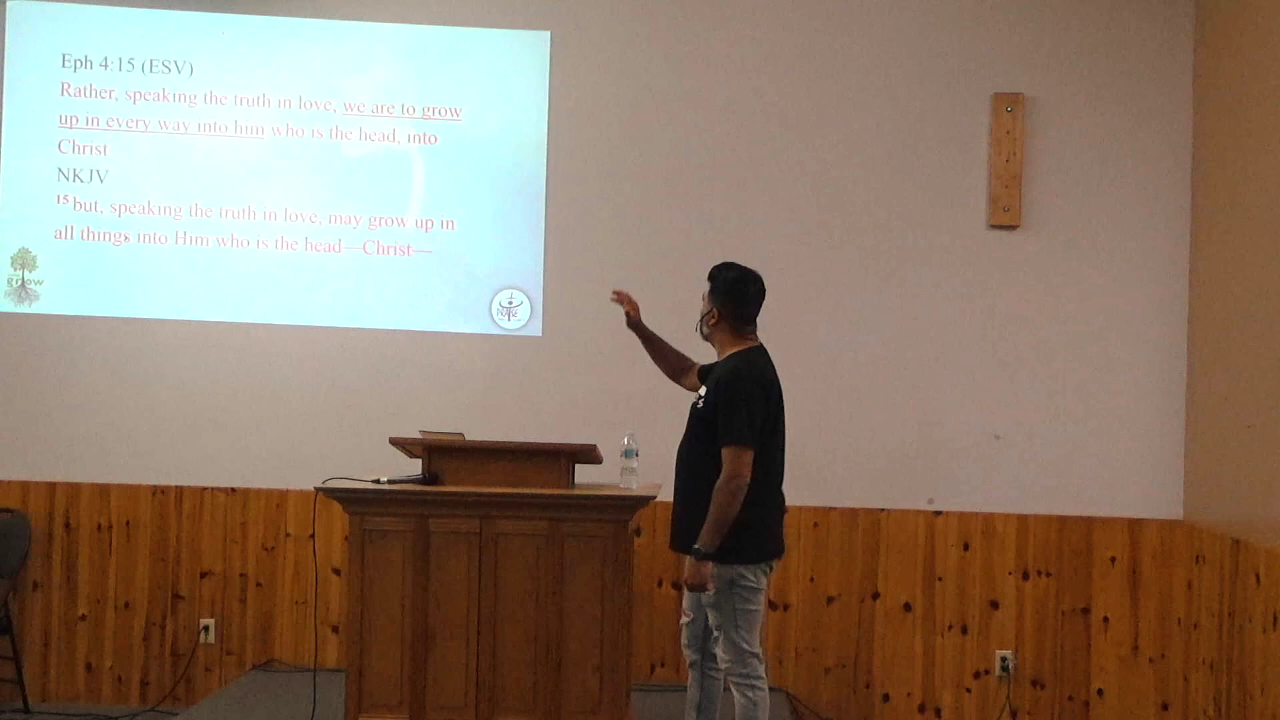 Eph 4:15 (ESV)
Rather, speaking the truth in love, we are to grow
up in every way into him who is the head, into
Christ
NKJV
15 but, speaking the truth in love, may grow up in
all things into Him who is the head—Christ—
grow